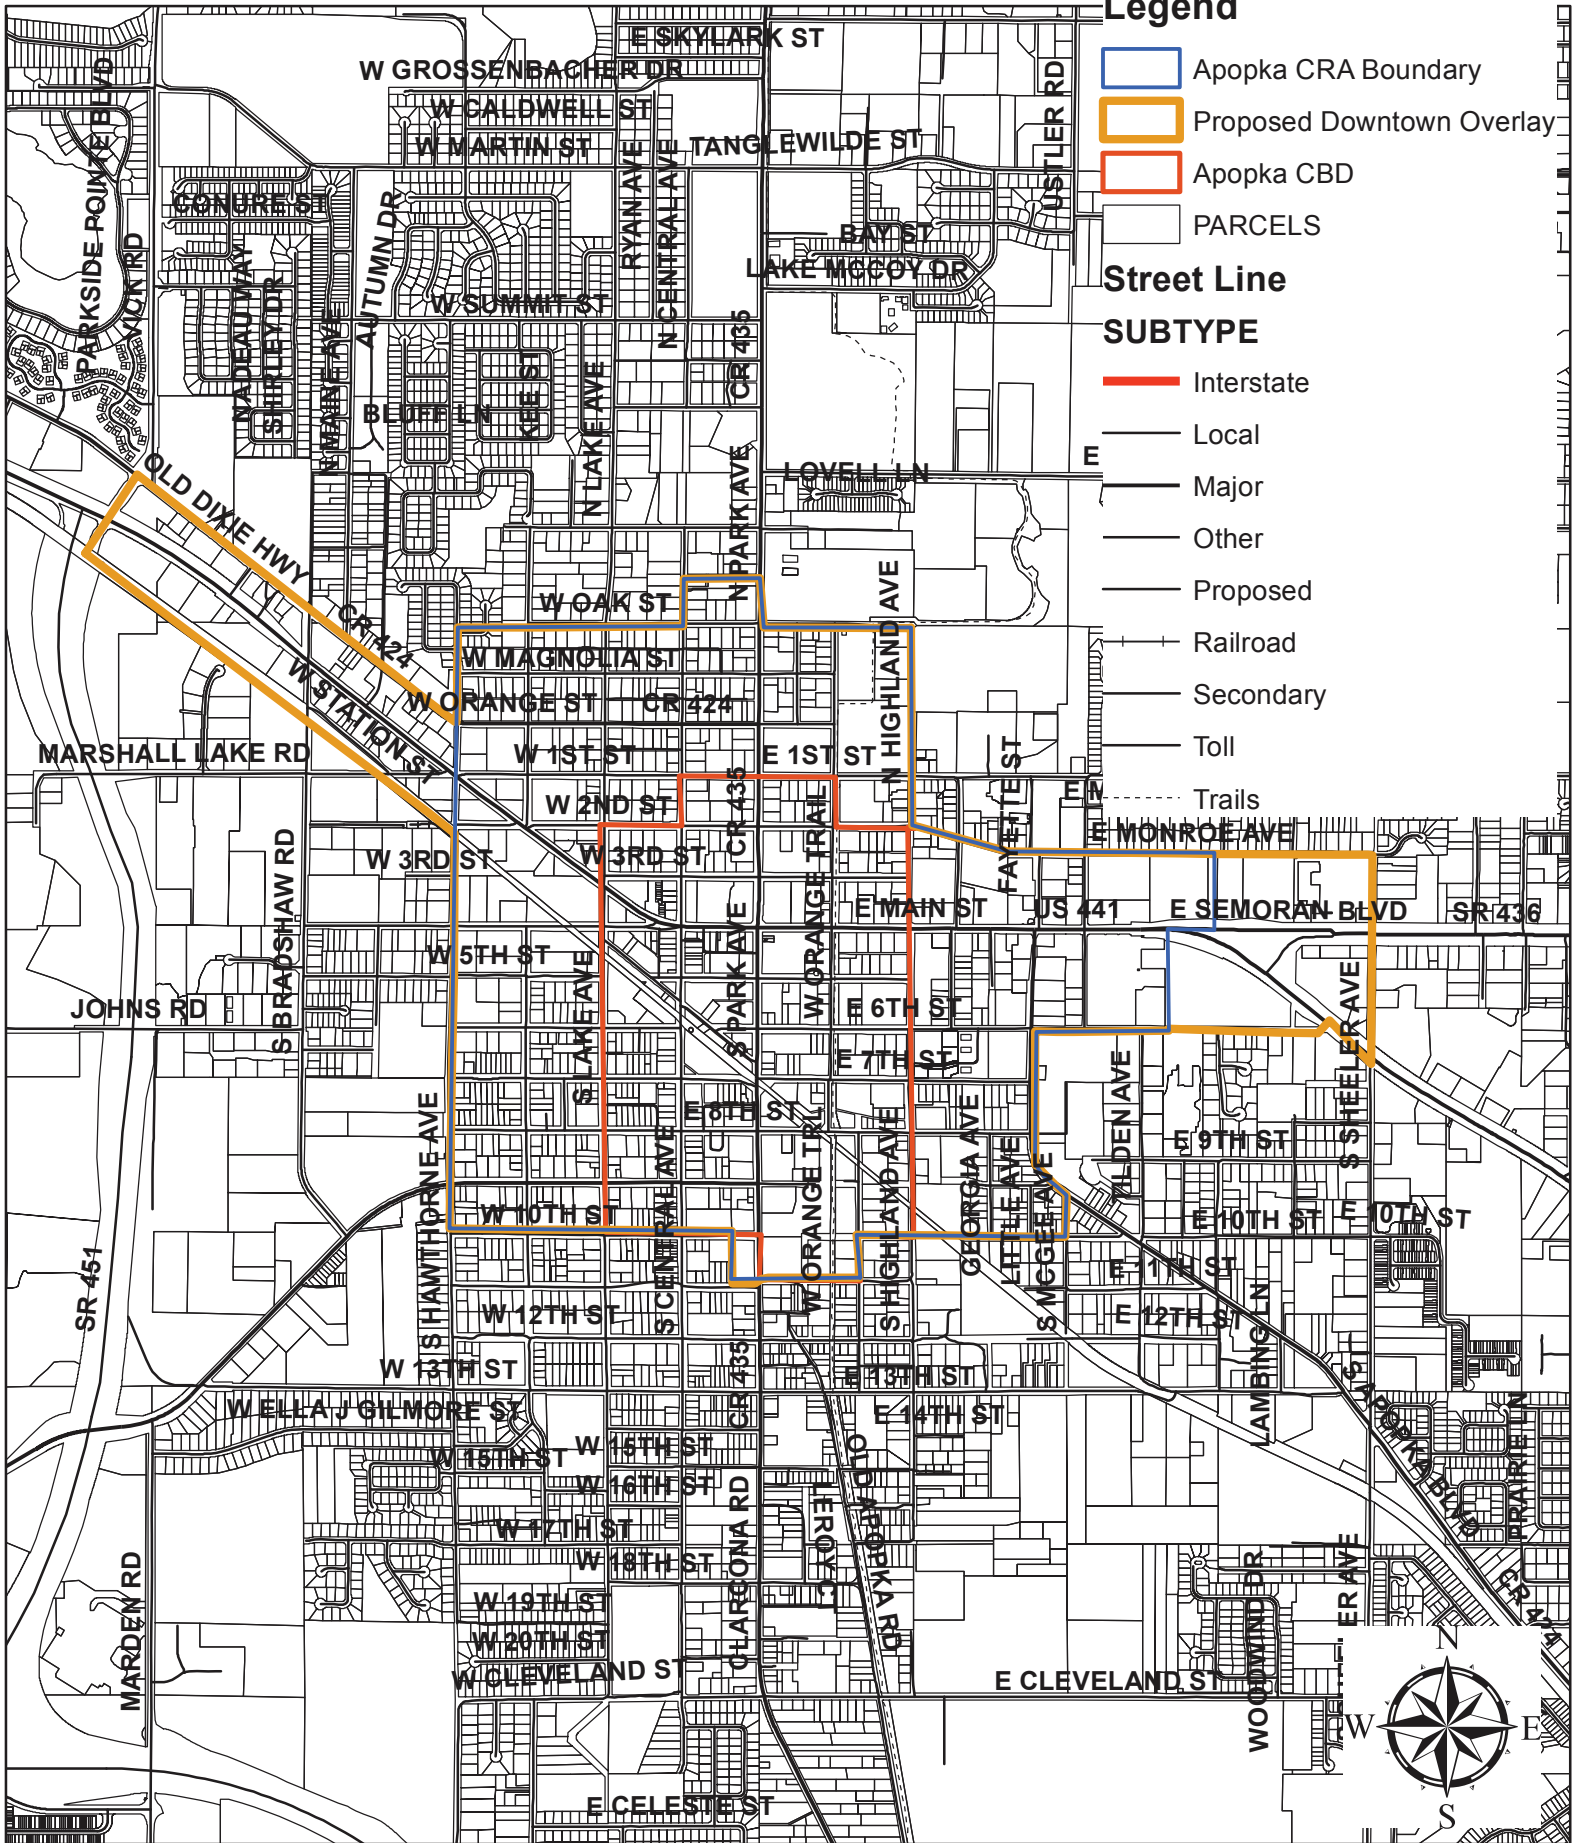 Legend
Apopka CRA Boundary
Proposed Downtown Overlay
Apopka CBD
PARCELS
Street Line
SUBTYPE
Interstate
Local
Major
Other
Proposed
Railroad
Secondary
Toll
Trails
E SKYLARK ST
W GROSSENBACHER DR
W CALDWELL ST
W MARTIN ST
TANGLEWILDE ST
USTLER RD
PARKSIDE POINTE BLVD
VICK RD
CONURE ST
AUTUMN DR
RYAN AVE
N CENTRAL AVE
BAY ST
LAKE MCCOY DR
NADEAU WAY
SHIRLEY DR
N MAINE AVE
W SUMMIT ST
CR 435
KEE ST
N LAKE AVE
BLUFF LN
N PARK AVE
LOVELL LN
E
OLD DIXIE HWY
CR 424
W OAK ST
N HIGHLAND AVE
W MAGNOLIA ST
W STATION ST
W ORANGE ST
CR 424
MARSHALL LAKE RD
W 1ST ST
E 1ST ST
FAYETTE ST
E M
W 2ND ST
CR 435
W ORANGE TRAIL
E MONROE AVE
S BRADSHAW RD
W 3RD ST
W 3RD ST
E MAIN ST
US 441
E SEMORAN BLVD
SR 436
W 5TH ST
S LAKE AVE
S PARK AVE
JOHNS RD
E 6TH ST
S SHEELER AVE
E 7TH ST
E 8TH ST
S HAWTHORNE AVE
S CENTRAL AVE
W ORANGE TRL
S HIGHLAND AVE
GEORGIA AVE
LITTLE AVE
S MCGEE AVE
TILDEN AVE
E 9TH ST
W 10TH ST
E 10TH ST
E 10TH ST
SR 451
E 11TH ST
LAMBING LN
W 12TH ST
E 12TH ST
W 13TH ST
CR 435
E 13TH ST
S APOPKA BLVD
W ELLA J GILMORE ST
E 14TH ST
W 15TH ST
W 15TH ST
W 16TH ST
OLD APOPKA RD
LEROY CT
PRAIRIE LN
W 17TH ST
CLARCONA RD
W 18TH ST
MARDEN RD
W 19TH ST
W 20TH ST
WOODWIND DR
CR 424
W CLEVELAND ST
E CLEVELAND ST
E CELESTE ST
N
W
E
S